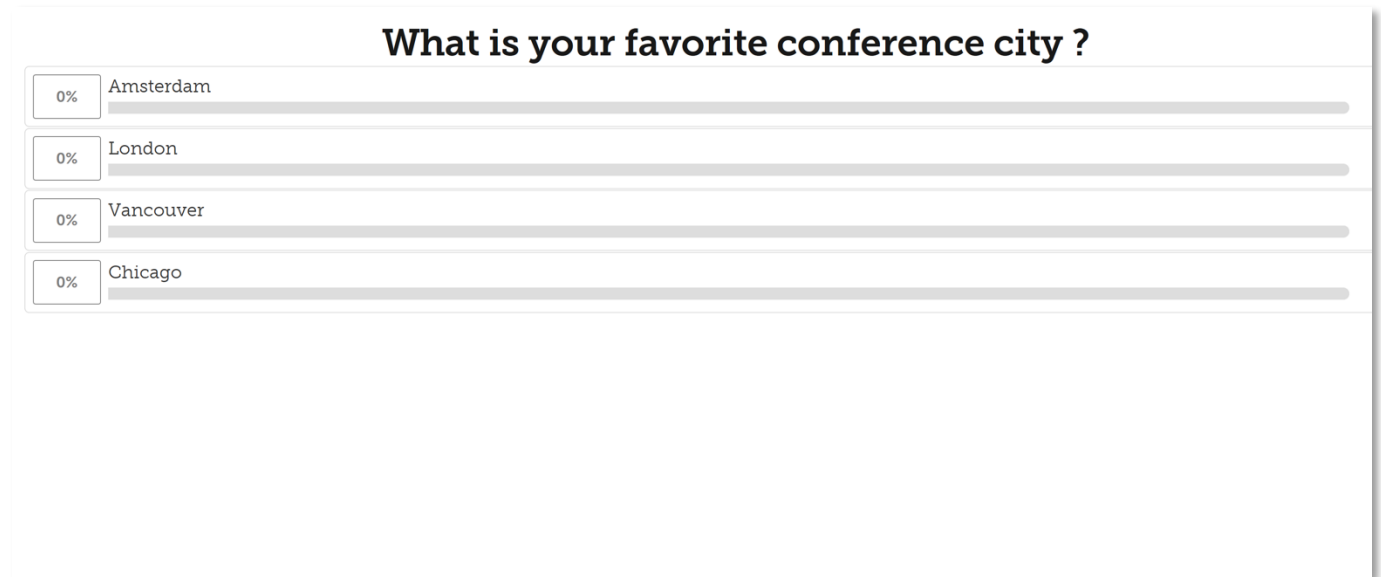 What is your favorite conference city ?
0% Amsterdam
0% London
0% Vancouver
0% Chicago